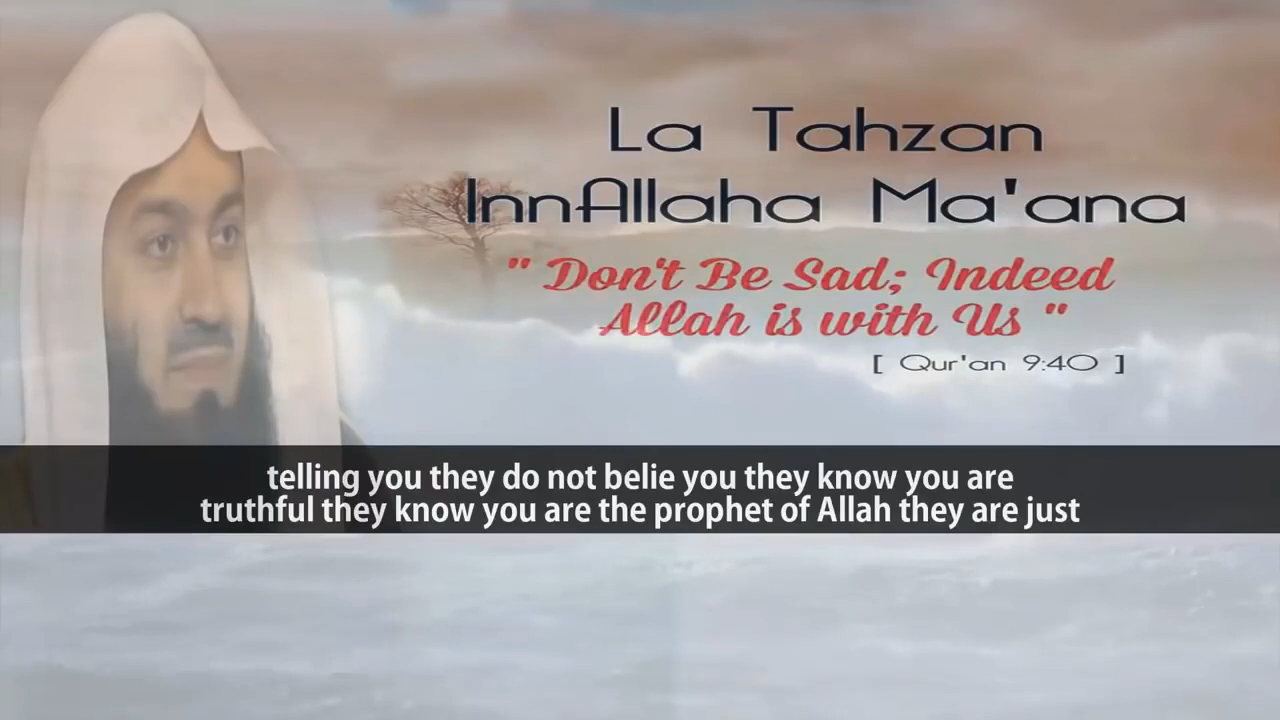 La Tahzan
InnAllaha Ma'ana
" Don't Be Sad; Indeed
Allah is with Us "
[ Qur'an 9:40 ]
telling you they do not belie you they know you are
truthful they know you are the prophet of Allah they are just